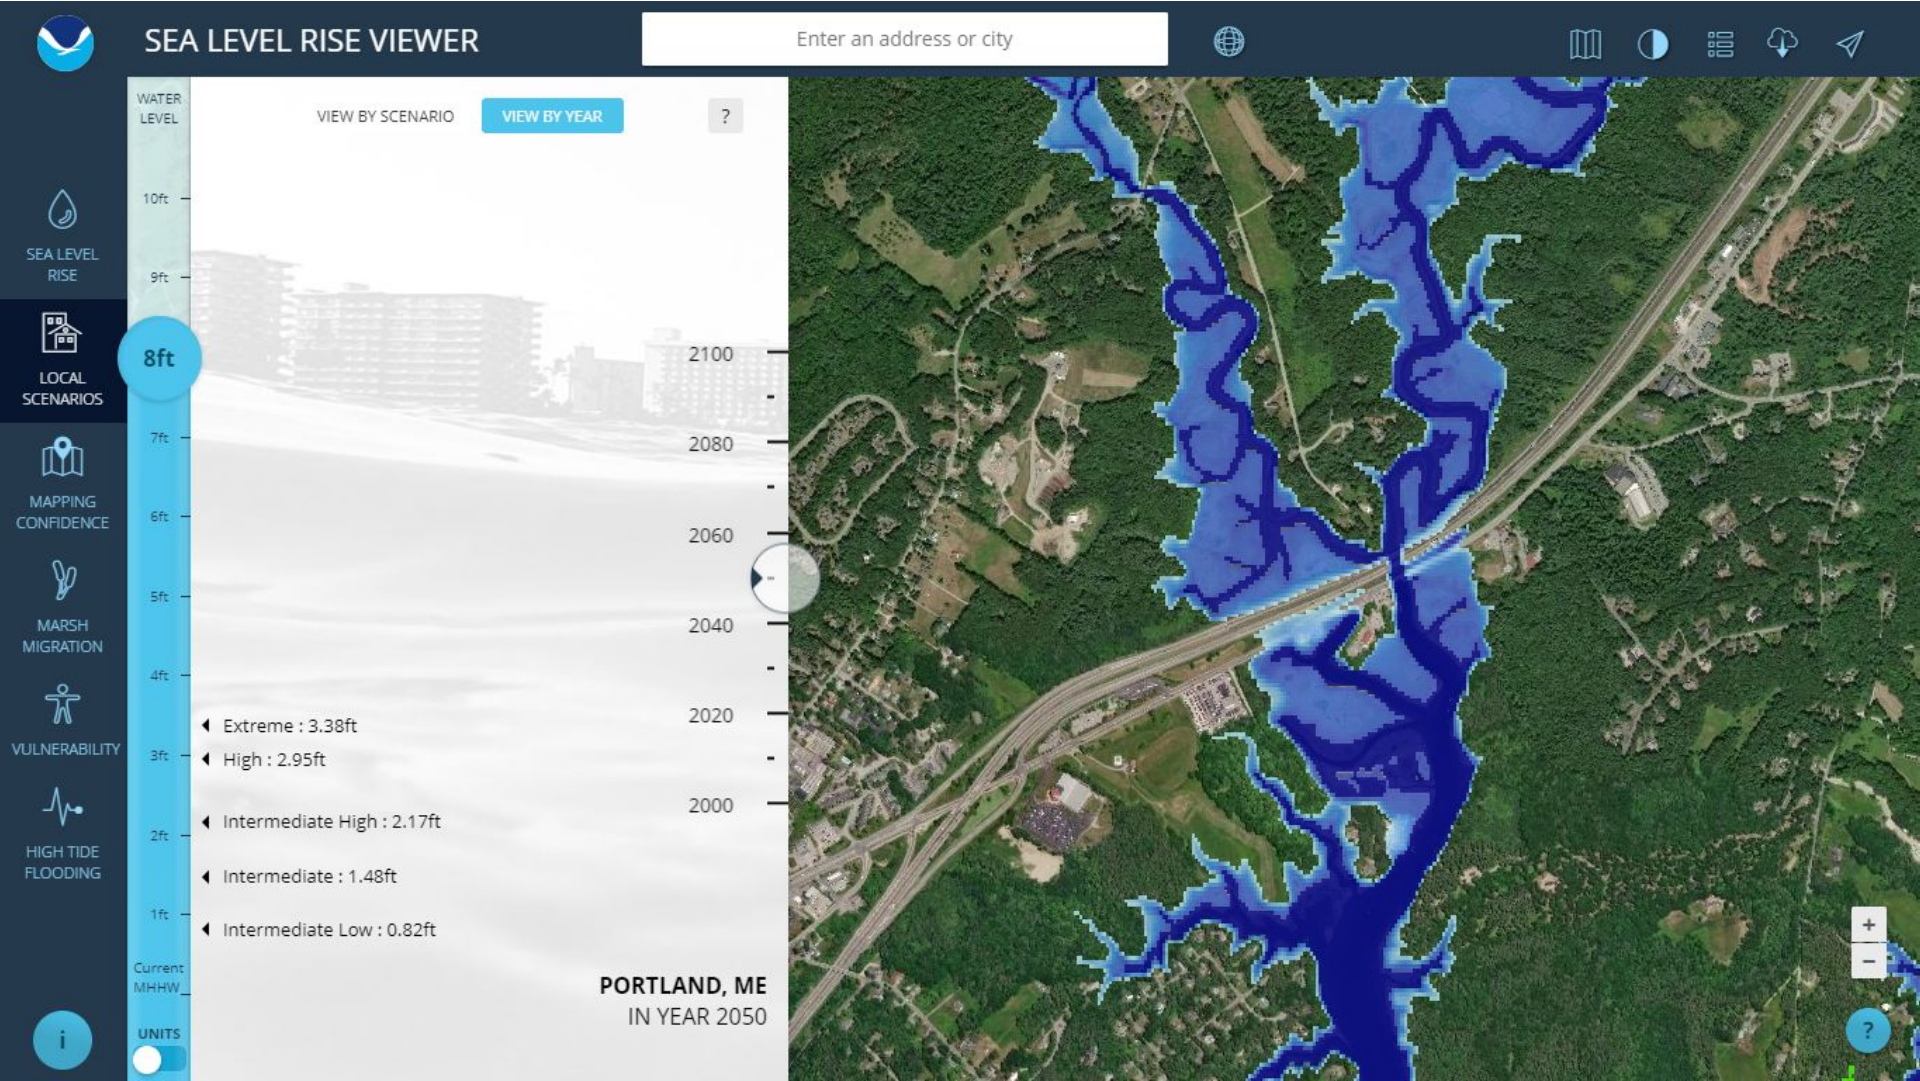 SEA LEVEL RISE VIEWER
Enter an address or city
WATER
LEVEL
10ft
9ft
8ft
7ft
6ft
5ft
4ft
3ft
2ft
1ft
Current
MHHW
UNITS
SEA LEVEL
RISE
LOCAL
SCENARIOS
MAPPING
CONFIDENCE
MARSH
MIGRATION
VULNERABILITY
HIGH TIDE
FLOODING
i
VIEW BY SCENARIO
VIEW BY YEAR
?
2100
2080
2060
2040
2020
2000
Extreme : 3.38ft
High : 2.95ft
Intermediate High : 2.17ft
Intermediate : 1.48ft
Intermediate Low : 0.82ft
PORTLAND, ME
IN YEAR 2050
+
−
?